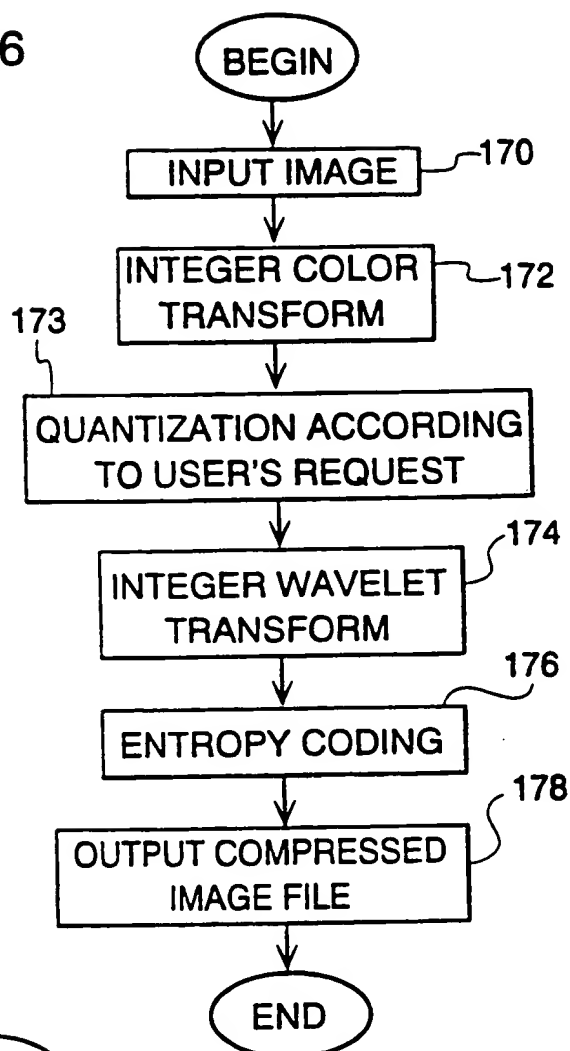 6
BEGIN
INPUT IMAGE
170
INTEGER COLOR
TRANSFORM
172
173
QUANTIZATION ACCORDING
TO USER'S REQUEST
174
INTEGER WAVELET
TRANSFORM
176
ENTROPY CODING
178
OUTPUT COMPRESSED
IMAGE FILE
END